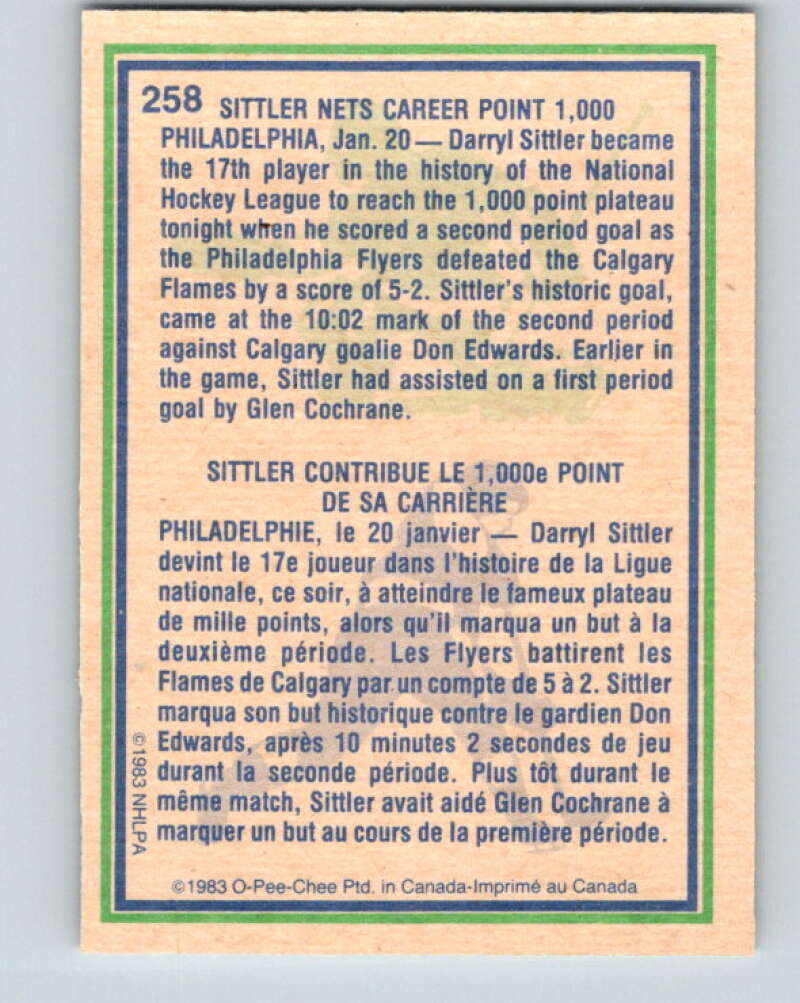 258 SITTLER NETS CAREER POINT 1,000
PHILADELPHIA, Jan. 20 — Darryl Sittler became
the 17th player in the history of the National
Hockey League to reach the 1,000 point plateau
tonight when he scored a second period goal as
the Philadelphia Flyers defeated the Calgary
Flames by a score of 5-2. Sittler's historic goal,
came at the 10:02 mark of the second period
against Calgary goalie Don Edwards. Earlier in
the game, Sittler had assisted on a first period
goal by Glen Cochrane.
SITTLER CONTRIBUE LE 1,000e POINT
DE SA CARRIÈRE
PHILADELPHIE, le 20 janvier — Darryl Sittler
devint le 17e joueur dans l'histoire de la Ligue
nationale, ce soir, à atteindre le fameux plateau
de mille points, alors qu'il marqua un but à la
deuxième période. Les Flyers battirent les
Flames de Calgary par un compte de 5 à 2. Sittler
marqua son but historique contre le gardien Don
Edwards, après 10 minutes 2 secondes de jeu
durant la seconde période. Plus tôt durant le
même match, Sittler avait aidé Glen Cochrane à
marquer un but au cours de la première période.
©1983 NHLPA
©1983 O-Pee-Chee Ptd. in Canada-Imprimé au Canada